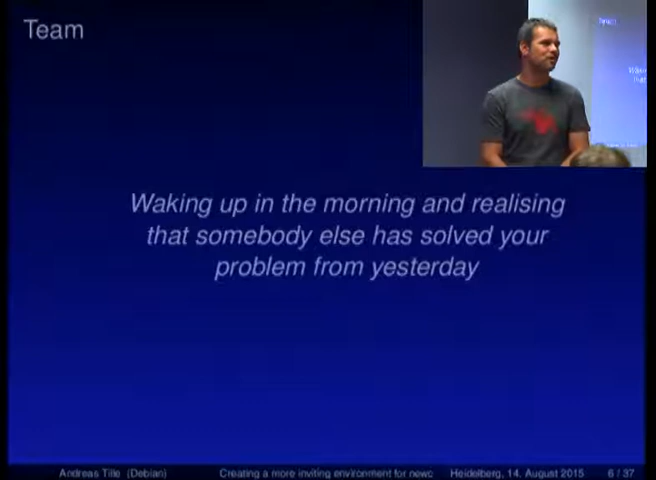 Team
Waking up in the morning and realising
that somebody else has solved your
problem from yesterday
Andreas Tille (Debian)
Creating a more inviting environment for newc
Heidelberg, 14. August 2015
6 / 37